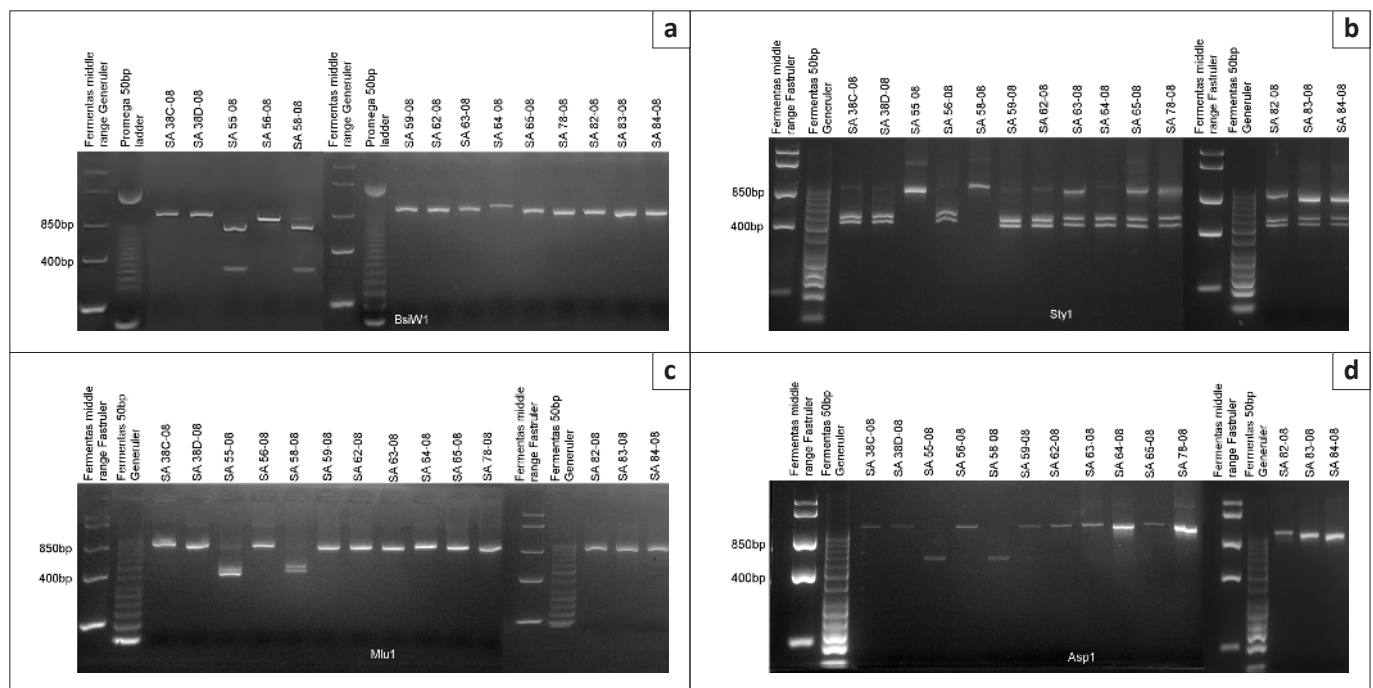 a
Fermentas middle
range Generuler
Promega 50bp
ladder
SA 38C-08
SA 38D-08
SA 55-08
SA 56-08
SA 58-08
Fermentas middle
range Generuler
Promega 50bp
ladder
SA 59-08
SA 62-08
SA 63-08
SA 64-08
SA 65-08
SA 78-08
SA 82-08
SA 83-08
SA 84-08
850bp
400bp
BsiW1
b
Fermentas middle
range Fastruler
Fermentas 50bp
Generuler
SA 38C-08
SA 38D-08
SA 55-08
SA 56-08
SA 58-08
SA 59-08
SA 62-08
SA 63-08
SA 64-08
SA 65-08
SA 78-08
Fermentas middle
range Fastruler
Fermentas 50bp
Generuler
SA 82-08
SA 83-08
SA 84-08
850bp
400bp
Sty1
c
Fermentas middle
range Fastruler
Fermentas 50bp
Generuler
SA 38C-08
SA 38D-08
SA 55-08
SA 56-08
SA 58-08
SA 59-08
SA 62-08
SA 63-08
SA 64-08
SA 65-08
SA 78-08
Fermentas middle
range Fastruler
Fermentas 50bp
Generuler
SA 82-08
SA 83-08
SA 84-08
850bp
400bp
Mlu1
d
Fermentas middle
range Fastruler
Fermentas 50bp
Generuler
SA 38C-08
SA 38D-08
SA 55-08
SA 56-08
SA 58-08
SA 59-08
SA 62-08
SA 63-08
SA 64-08
SA 65-08
SA 78-08
Fermentas middle
range Fastruler
Fermentas 50bp
Generuler
SA 82-08
SA 83-08
SA 84-08
850bp
400bp
Asp1